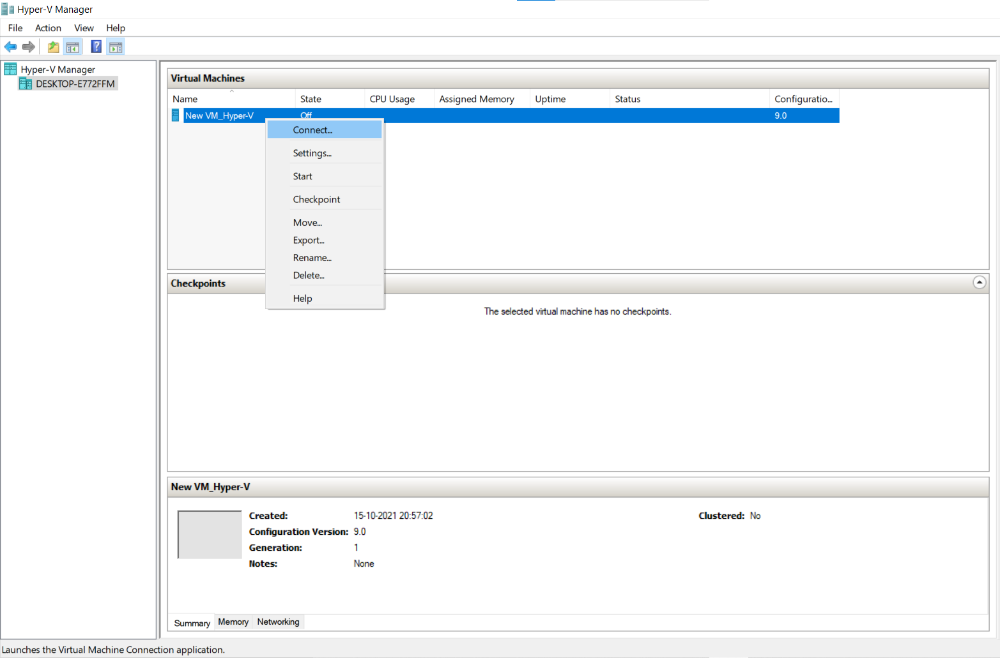 Hyper-V Manager
File Action View Help
Hyper-V Manager
DESKTOP-E772FFM
Virtual Machines
Name State CPU Usage Assigned Memory Uptime Status Configuratio...
New VM_Hyper-V Off 9.0
Connect...
Settings...
Start
Checkpoint
Move...
Export...
Rename...
Delete...
Help
Checkpoints
The selected virtual machine has no checkpoints.
New VM_Hyper-V
Created: 15-10-2021 20:57:02 Clustered: No
Configuration Version: 9.0
Generation: 1
Notes: None
Summary Memory Networking
Launches the Virtual Machine Connection application.